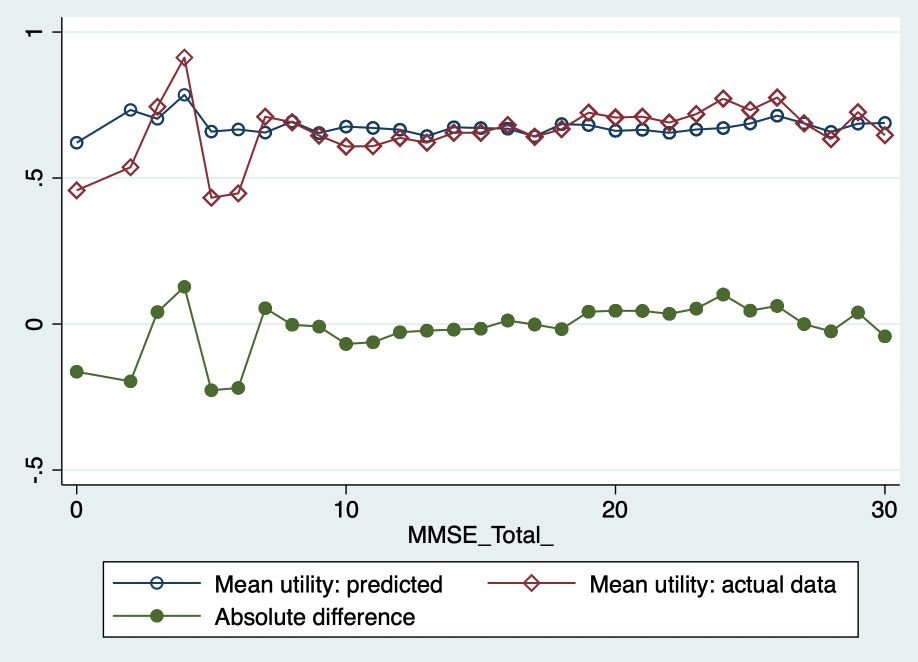 1
.5
0
-.5
0 10 20 30
MMSE_Total_
Mean utility: predicted Mean utility: actual data
Absolute difference